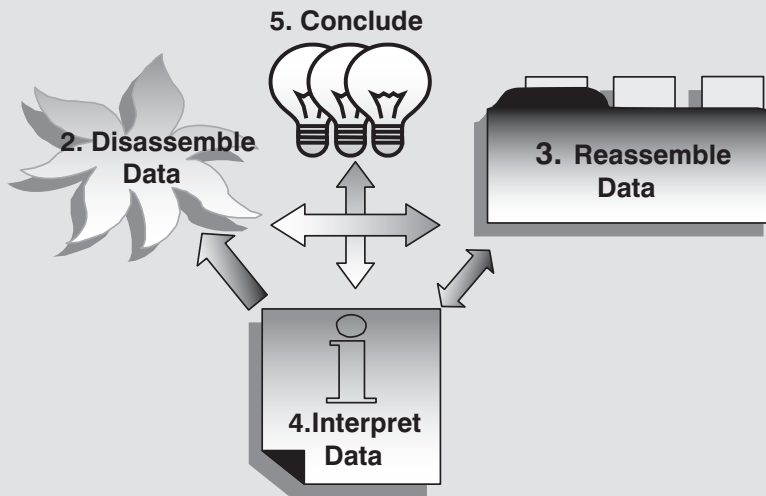 5. Conclude
2. Disassemble
Data
3. Reassemble
Data
i
4.Interpret
Data